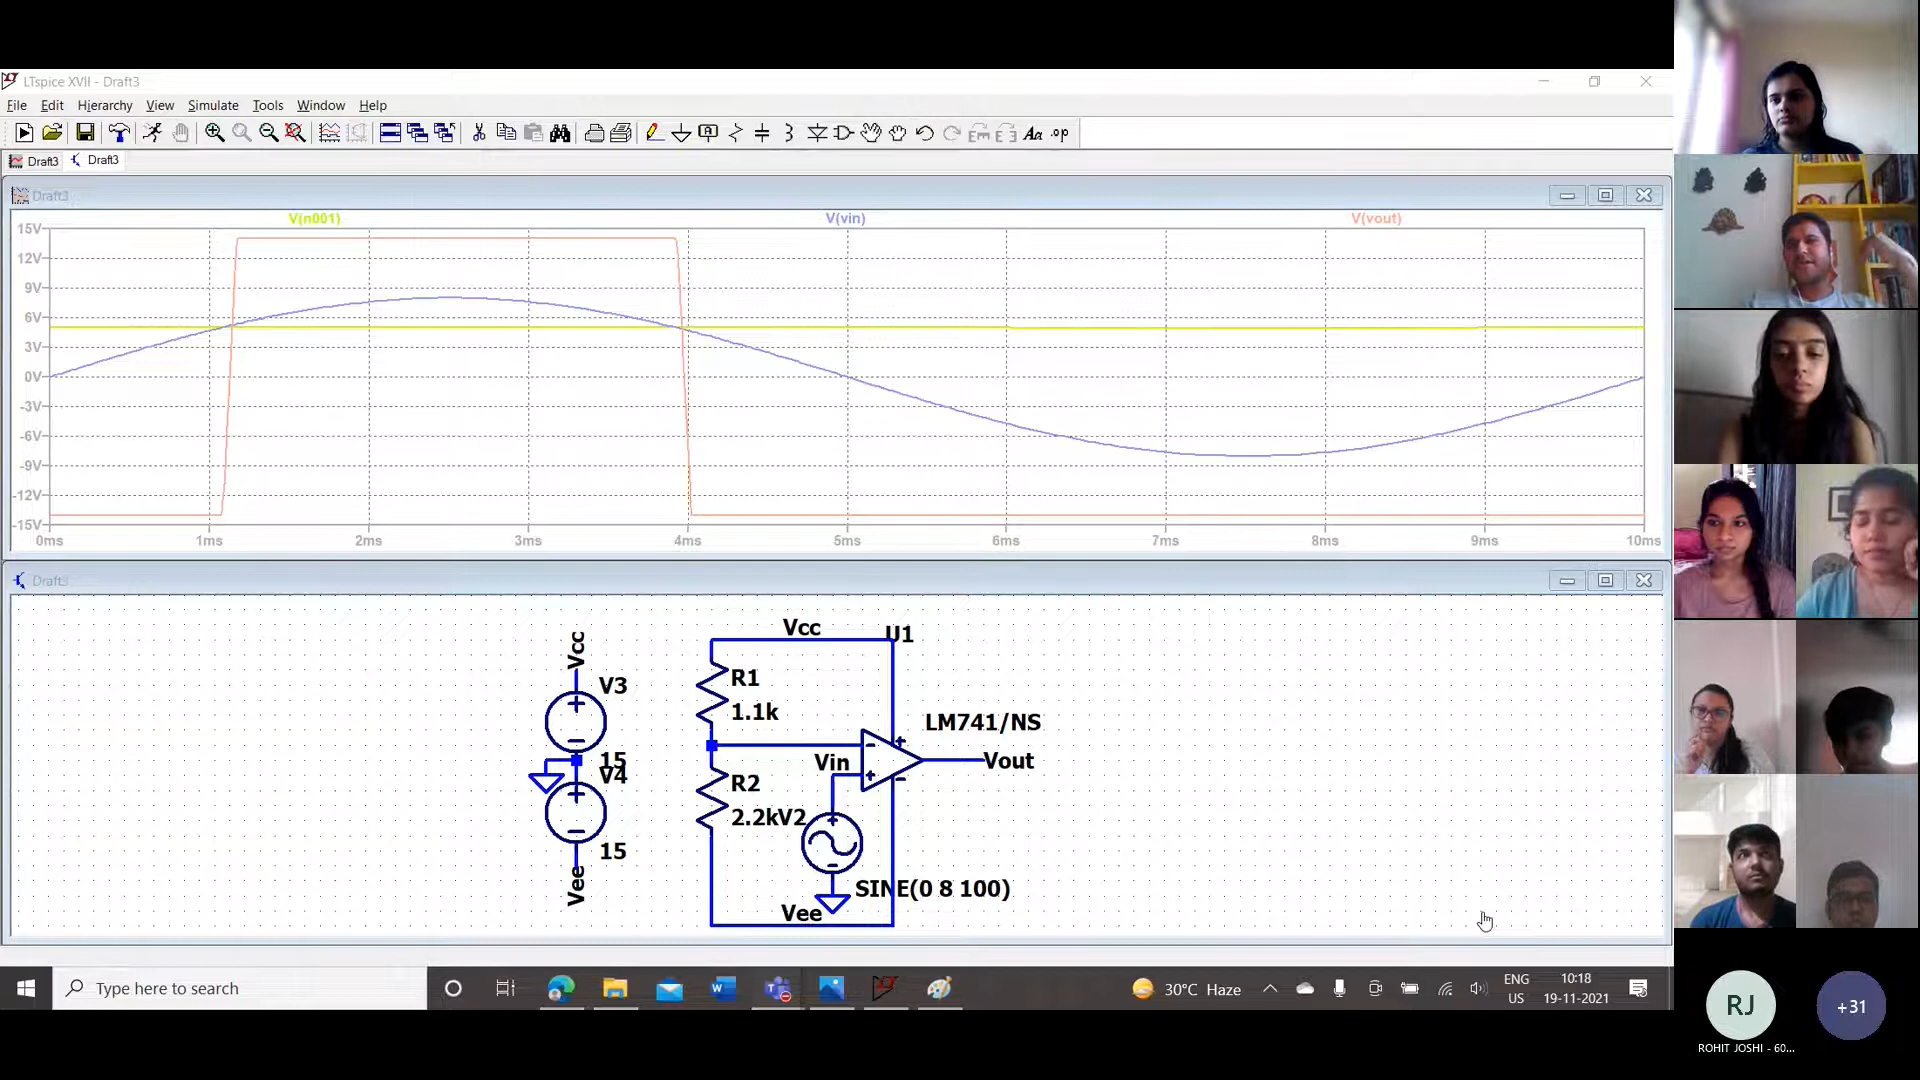 LTspice XVII - Draft3
File Edit Hierarchy View Simulate Tools Window Help
Aa .op
Draft3 Draft3
Draft3
V(n001) V(vin) V(vout)
15V
12V
9V
6V
3V
0V
-3V
-6V
-9V
-12V
-15V
0ms 1ms 2ms 3ms 4ms 5ms 6ms 7ms 8ms 9ms 10ms
Draft3
Vcc
V3
15
V4
15
Vee
Vcc
U1
R1
1.1k
LM741/NS
Vin
Vout
R2
2.2k
V2
SINE(0 8 100)
Vee
Type here to search
30°C Haze
ENG
US
10:18
19-11-2021
RJ
ROHIT JOSHI - 60...
+31